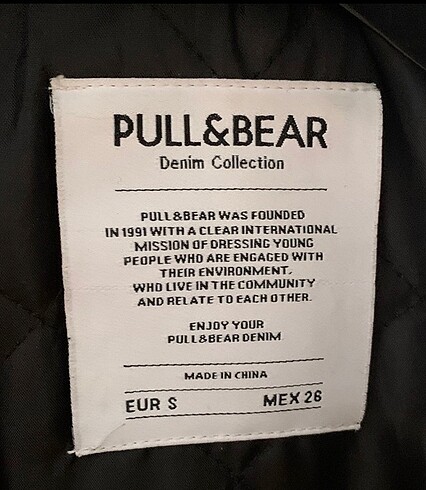 PULL&BEAR
Denim Collection
PULL&BEAR WAS FOUNDED
IN 1991 WITH A CLEAR INTERNATIONAL
MISSION OF DRESSING YOUNG
PEOPLE WHO ARE ENGAGED WITH
THEIR ENVIRONMENT,
WHO LIVE IN THE COMMUNITY
AND RELATE TO EACH OTHER.
ENJOY YOUR
PULL&BEAR DENIM
MADE IN CHINA
EUR S MEX 26